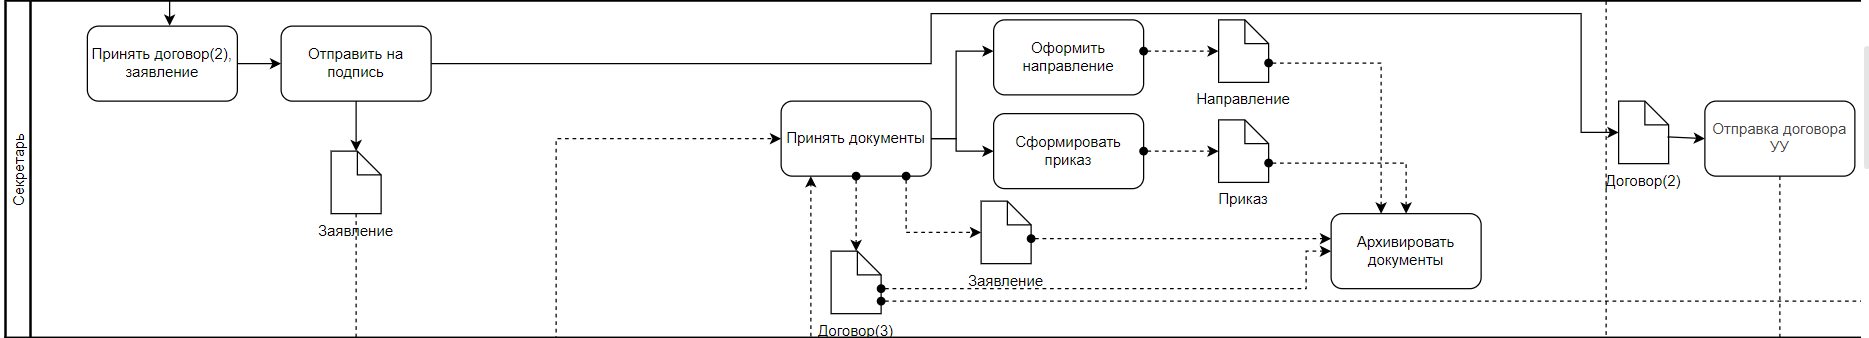 Секретарь
Принять договор(2),
заявление
Отправить на
подпись
Заявление
Принять документы
Оформить
направление
Направление
Сформировать
приказ
Приказ
Заявление
Договор(3)
Архивировать
документы
Договор(2)
Отправка договора
УУ